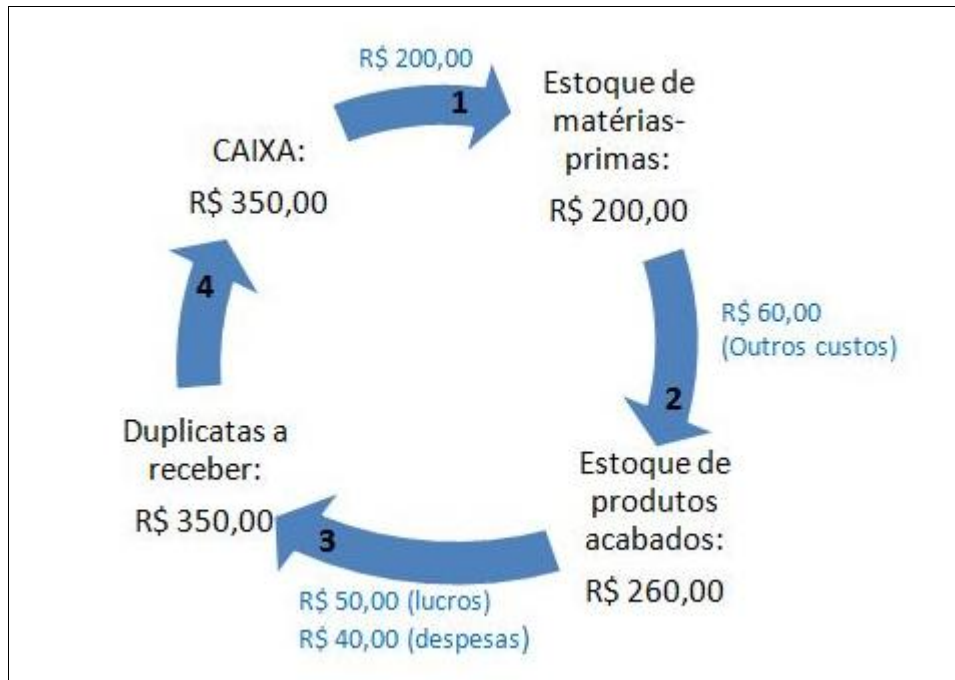 R$ 200,00
1
Estoque de
matérias-
primas:
R$ 200,00
2
R$ 60,00
(Outros custos)
Estoque de
produtos
acabados:
R$ 260,00
3
R$ 50,00 (lucros)
R$ 40,00 (despesas)
Duplicatas a
receber:
R$ 350,00
4
CAIXA:
R$ 350,00